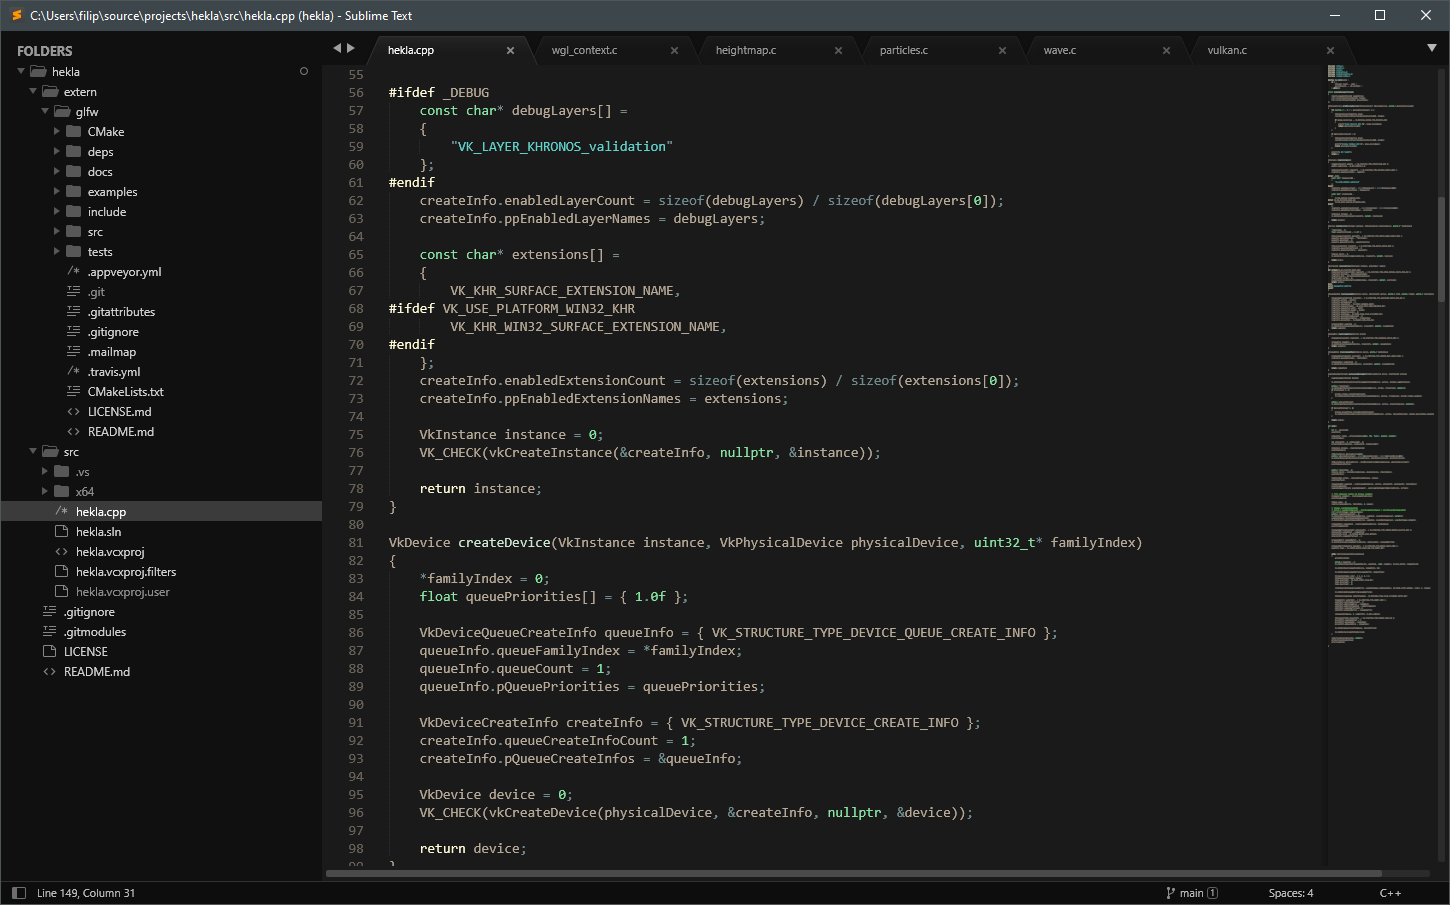 C:\Users\filip\source\projects\hekla\src\hekla.cpp (hekla) - Sublime Text
FOLDERS
hekla
extern
glfw
CMake
deps
docs
examples
include
src
tests
/* .appveyor.yml
.git
.gitattributes
.gitignore
.mailmap
/* .travis.yml
CMakeLists.txt
<> LICENSE.md
<> README.md
src
.vs
x64
/* hekla.cpp
hekla.sln
<> hekla.vcxproj
hekla.vcxproj.filters
hekla.vcxproj.user
.gitignore
.gitmodules
LICENSE
<> README.md
hekla.cpp
wgl_context.c
heightmap.c
particles.c
wave.c
vulkan.c
55
56 #ifdef _DEBUG
57     const char* debugLayers[] =
58     {
59         "VK_LAYER_KHRONOS_validation"
60     };
61 #endif
62     createInfo.enabledLayerCount = sizeof(debugLayers) / sizeof(debugLayers[0]);
63     createInfo.ppEnabledLayerNames = debugLayers;
64
65     const char* extensions[] =
66     {
67         VK_KHR_SURFACE_EXTENSION_NAME,
68 #ifdef VK_USE_PLATFORM_WIN32_KHR
69         VK_KHR_WIN32_SURFACE_EXTENSION_NAME,
70 #endif
71     };
72     createInfo.enabledExtensionCount = sizeof(extensions) / sizeof(extensions[0]);
73     createInfo.ppEnabledExtensionNames = extensions;
74
75     VkInstance instance = 0;
76     VK_CHECK(vkCreateInstance(&createInfo, nullptr, &instance));
77
78     return instance;
79 }
80
81 VkDevice createDevice(VkInstance instance, VkPhysicalDevice physicalDevice, uint32_t* familyIndex)
82 {
83     *familyIndex = 0;
84     float queuePriorities[] = { 1.0f };
85
86     VkDeviceQueueCreateInfo queueInfo = { VK_STRUCTURE_TYPE_DEVICE_QUEUE_CREATE_INFO };
87     queueInfo.queueFamilyIndex = *familyIndex;
88     queueInfo.queueCount = 1;
89     queueInfo.pQueuePriorities = queuePriorities;
90
91     VkDeviceCreateInfo createInfo = { VK_STRUCTURE_TYPE_DEVICE_CREATE_INFO };
92     createInfo.queueCreateInfoCount = 1;
93     createInfo.pQueueCreateInfos = &queueInfo;
94
95     VkDevice device = 0;
96     VK_CHECK(vkCreateDevice(physicalDevice, &createInfo, nullptr, &device));
97
98     return device;
99 }
Line 149, Column 31
main 1
Spaces: 4
C++